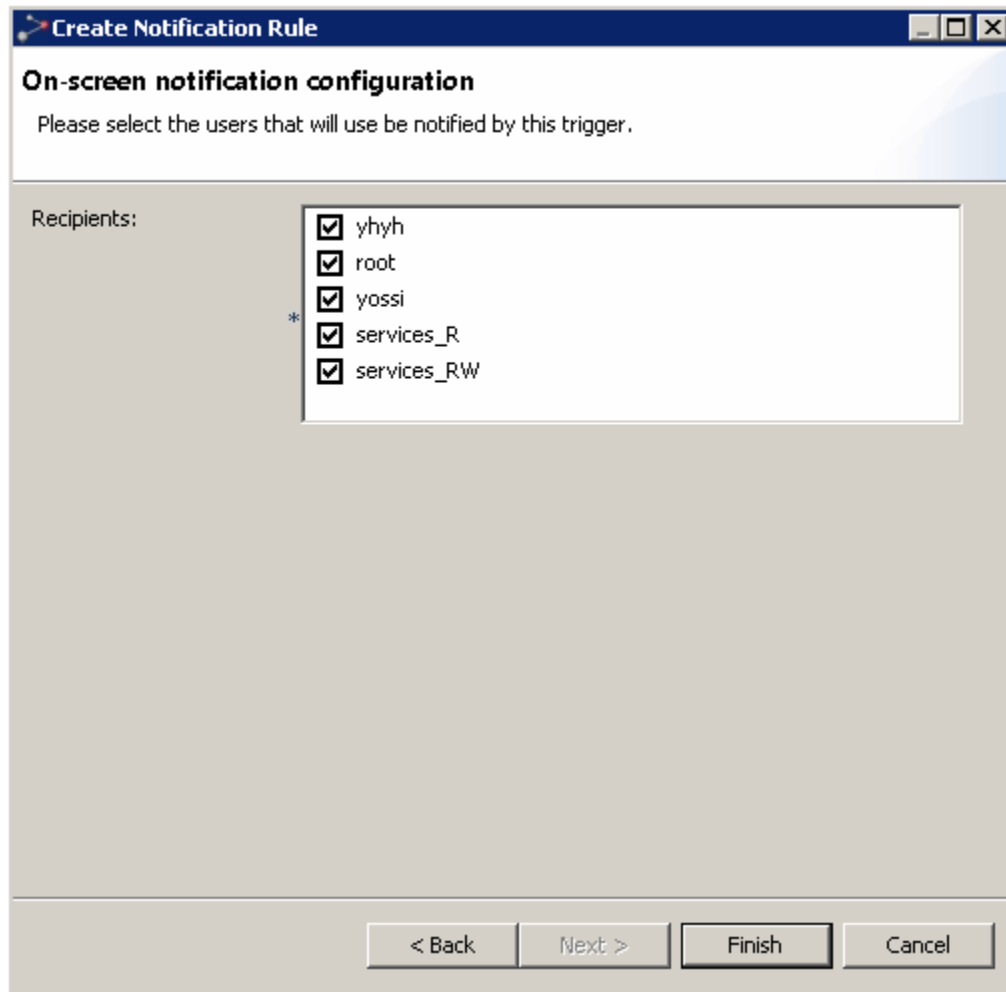 Create Notification Rule
On-screen notification configuration
Please select the users that will use be notified by this trigger.
Recipients:
yhyh
root
yossi
*
services_R
services_RW
< Back Next > Finish Cancel